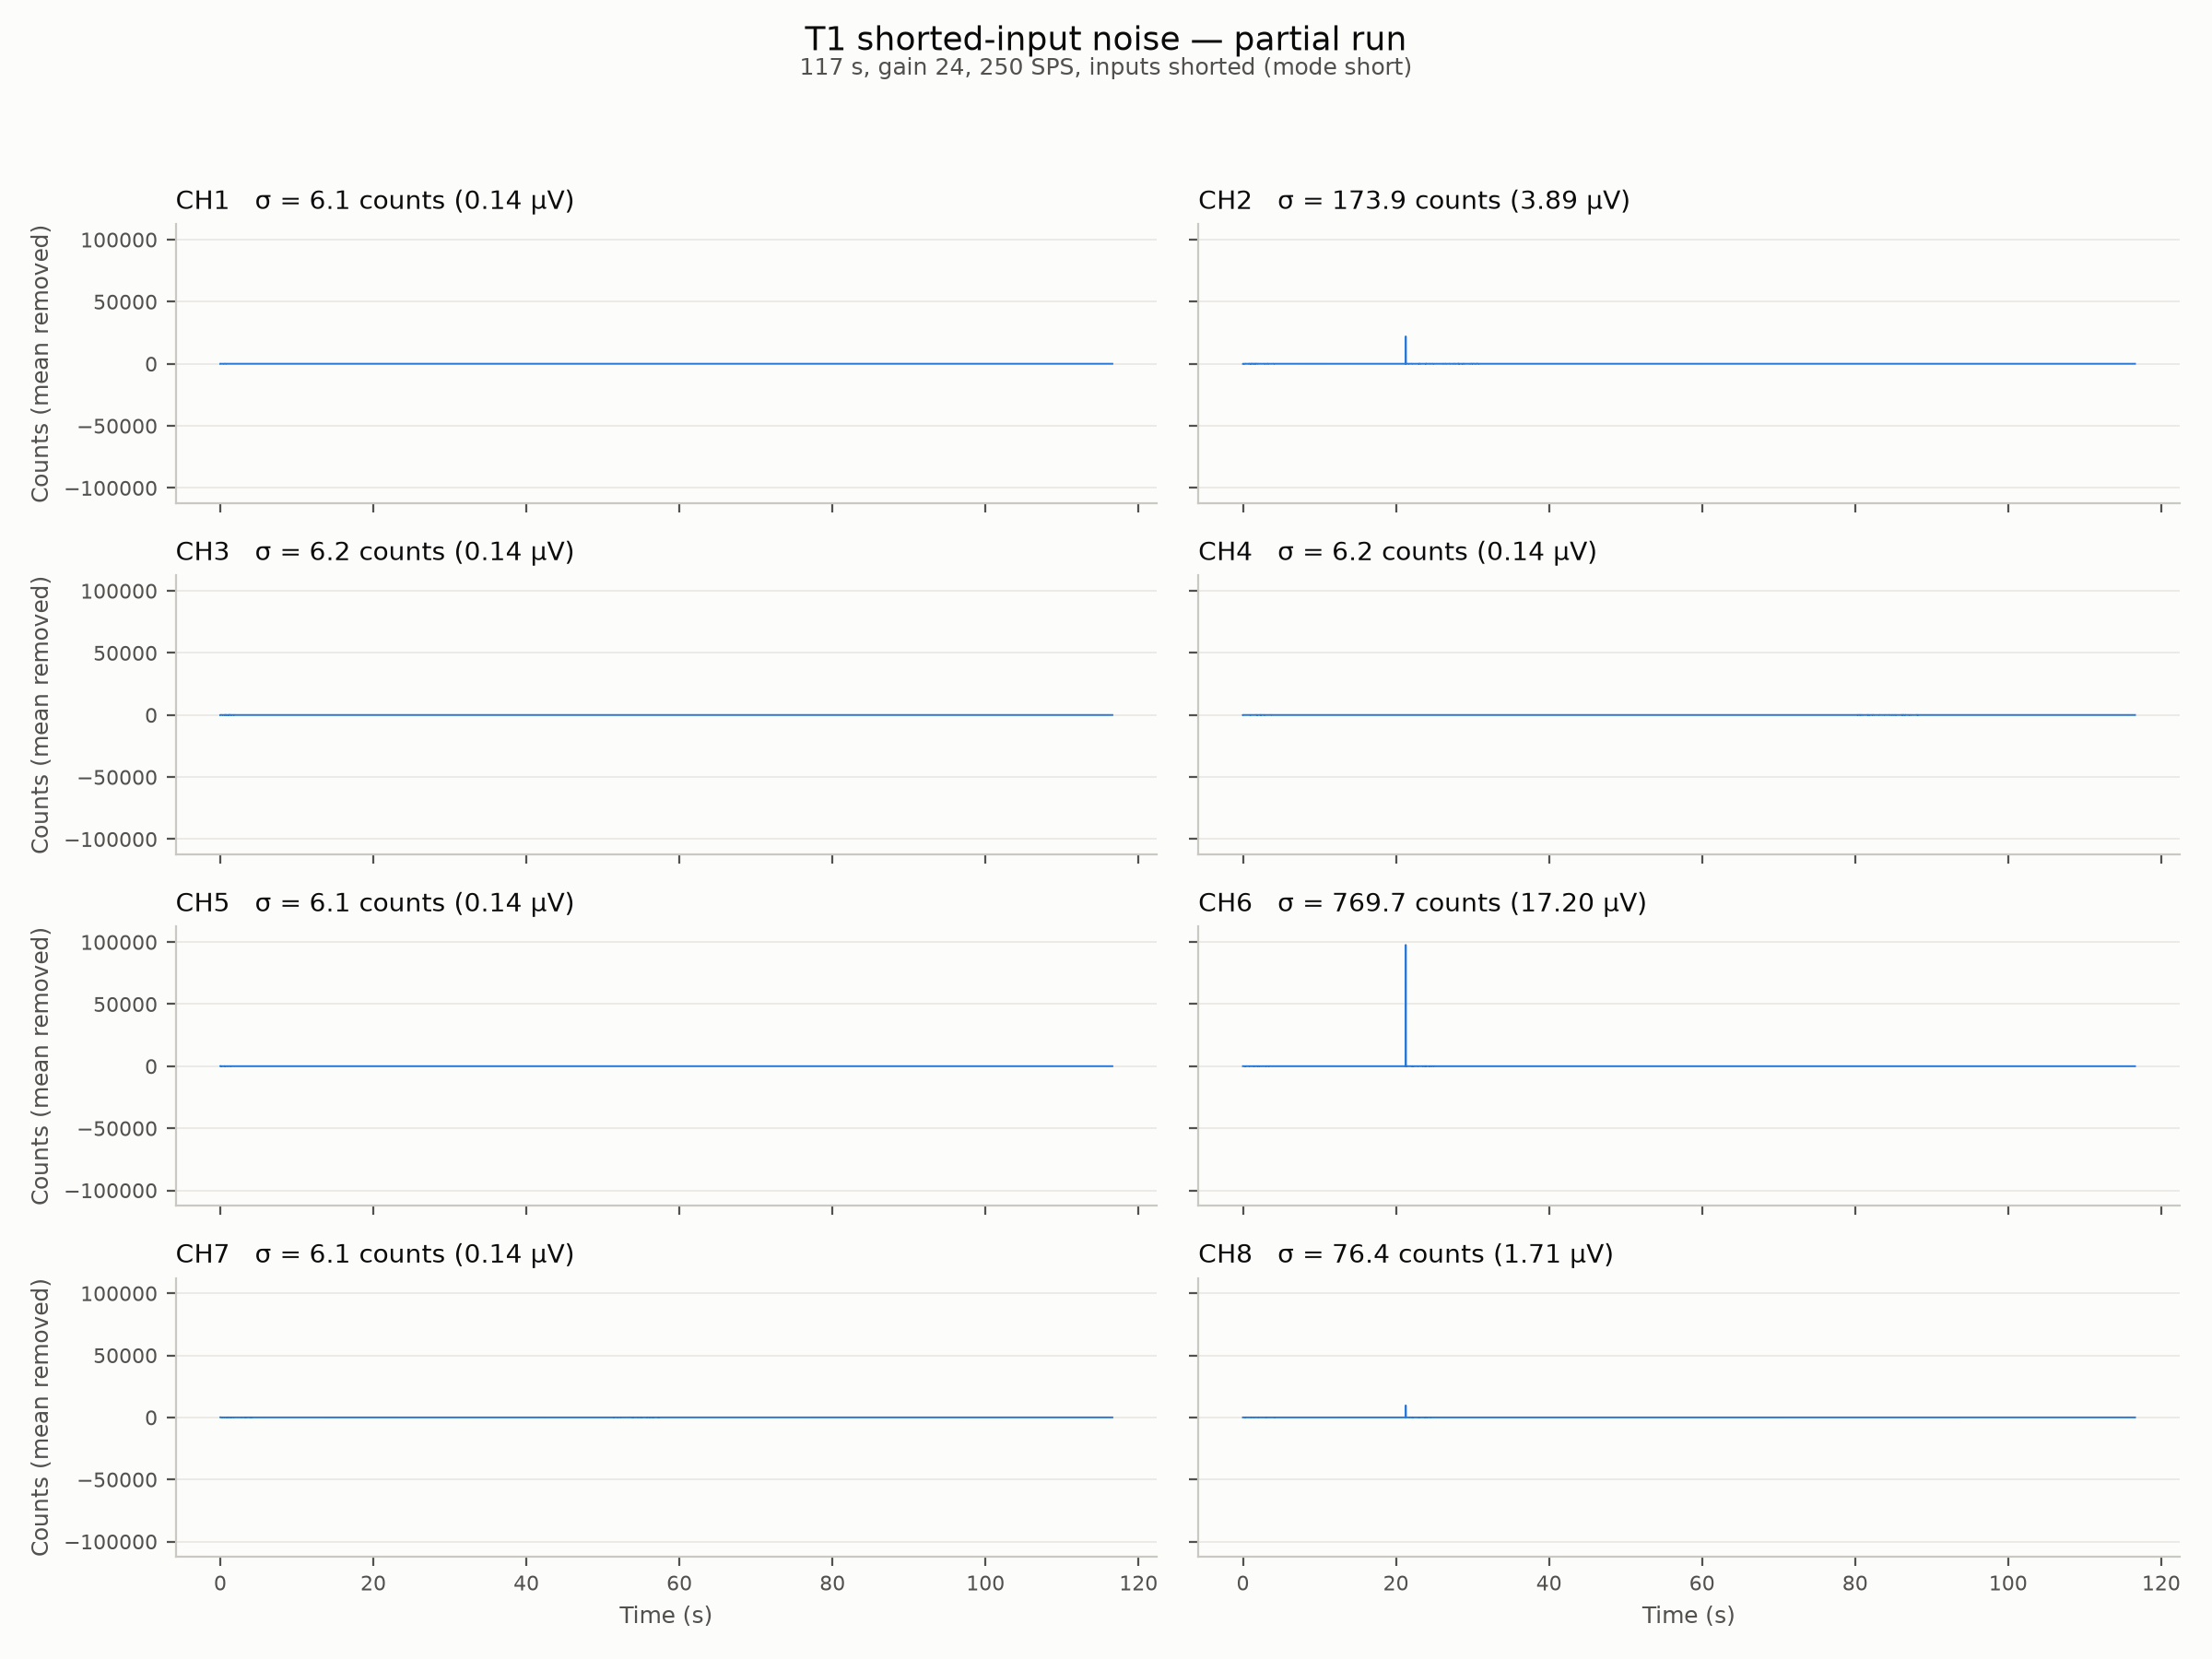 T1 shorted-input noise — partial run
117 s, gain 24, 250 SPS, inputs shorted (mode short)
CH1 σ = 6.1 counts (0.14 µV)
Counts (mean removed)
100000
50000
0
−50000
−100000
CH2 σ = 173.9 counts (3.89 µV)
CH3 σ = 6.2 counts (0.14 µV)
Counts (mean removed)
100000
50000
0
−50000
−100000
CH4 σ = 6.2 counts (0.14 µV)
CH5 σ = 6.1 counts (0.14 µV)
Counts (mean removed)
100000
50000
0
−50000
−100000
CH6 σ = 769.7 counts (17.20 µV)
CH7 σ = 6.1 counts (0.14 µV)
Counts (mean removed)
100000
50000
0
−50000
−100000
0 20 40 60 80 100 120
Time (s)
CH8 σ = 76.4 counts (1.71 µV)
0 20 40 60 80 100 120
Time (s)